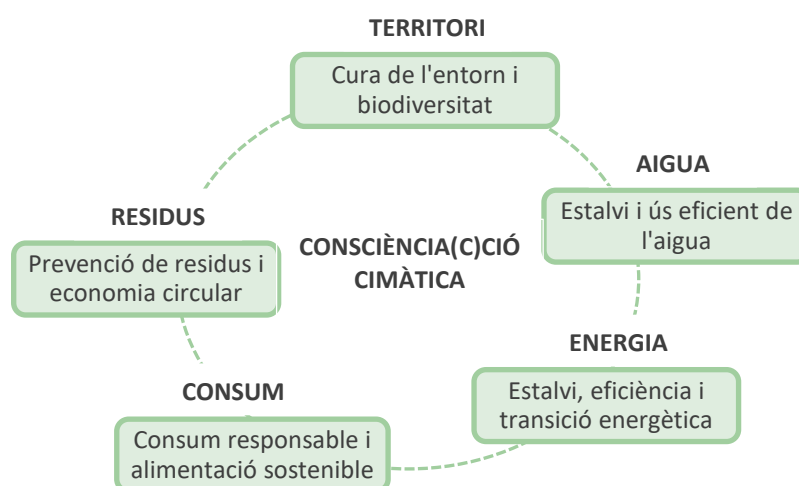 TERRITORI
Cura de l'entorn i
biodiversitat
AIGUA
Estalvi i ús eficient de
l'aigua
RESIDUS
Prevenció de residus i
economia circular
CONSCIÈNCIA(C)CIÓ
CIMÀTICA
ENERGIA
Estalvi, eficiència i
transició energètica
CONSUM
Consum responsable i
alimentació sostenible